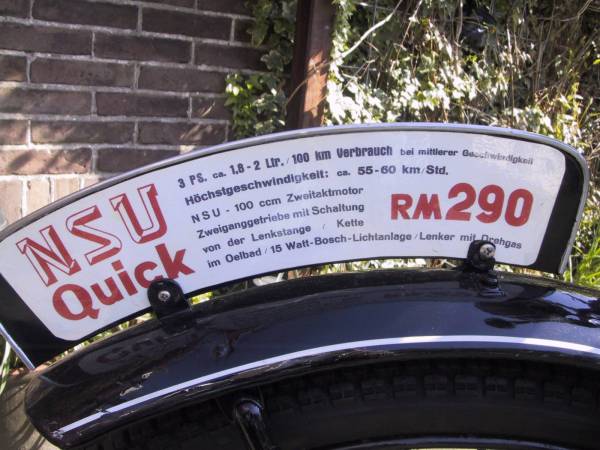 NSU
Quick
3 PS. ca. 1,8 - 2 Ltr. / 100 km Verbrauch bei mittlerer Geschwindigkeit
Höchstgeschwindigkeit: ca. 55-60 km/Std.
NSU - 100 ccm Zweitaktmotor
Zweiganggetriebe mit Schaltung
von der Lenkstange / Kette
im Oelbad / 15 Watt-Bosch-Lichtanlage / Lenker mit Drehgas
RM290